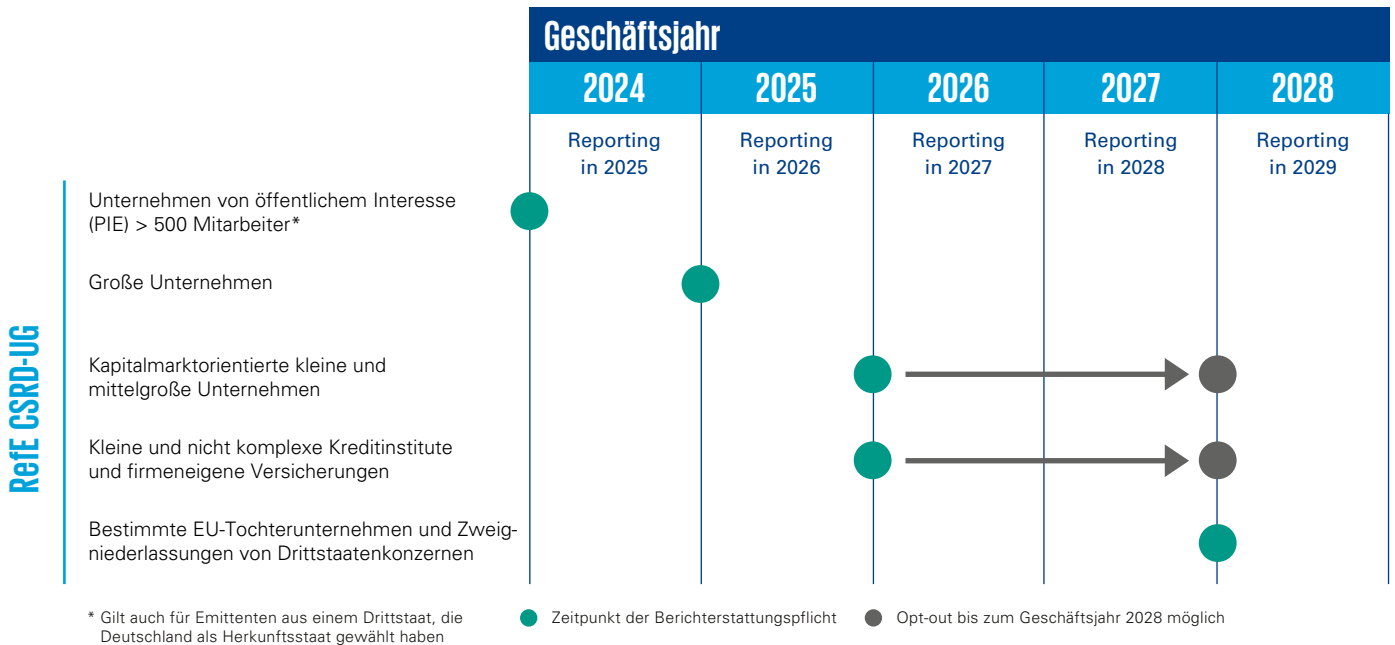 Geschäftsjahr
2024
2025
2026
2027
2028
Reporting
in 2025
Reporting
in 2026
Reporting
in 2027
Reporting
in 2028
Reporting
in 2029
RefE CSRD-UG
Unternehmen von öffentlichem Interesse
(PIE) > 500 Mitarbeiter*
Große Unternehmen
Kapitalmarktorientierte kleine und
mittelgroße Unternehmen
Kleine und nicht komplexe Kreditinstitute
und firmeneigene Versicherungen
Bestimmte EU-Tochterunternehmen und Zweig-
niederlassungen von Drittstaatenkonzernen
* Gilt auch für Emittenten aus einem Drittstaat, die
Deutschland als Herkunftsstaat gewählt haben
Zeitpunkt der Berichterstattungspflicht
Opt-out bis zum Geschäftsjahr 2028 möglich